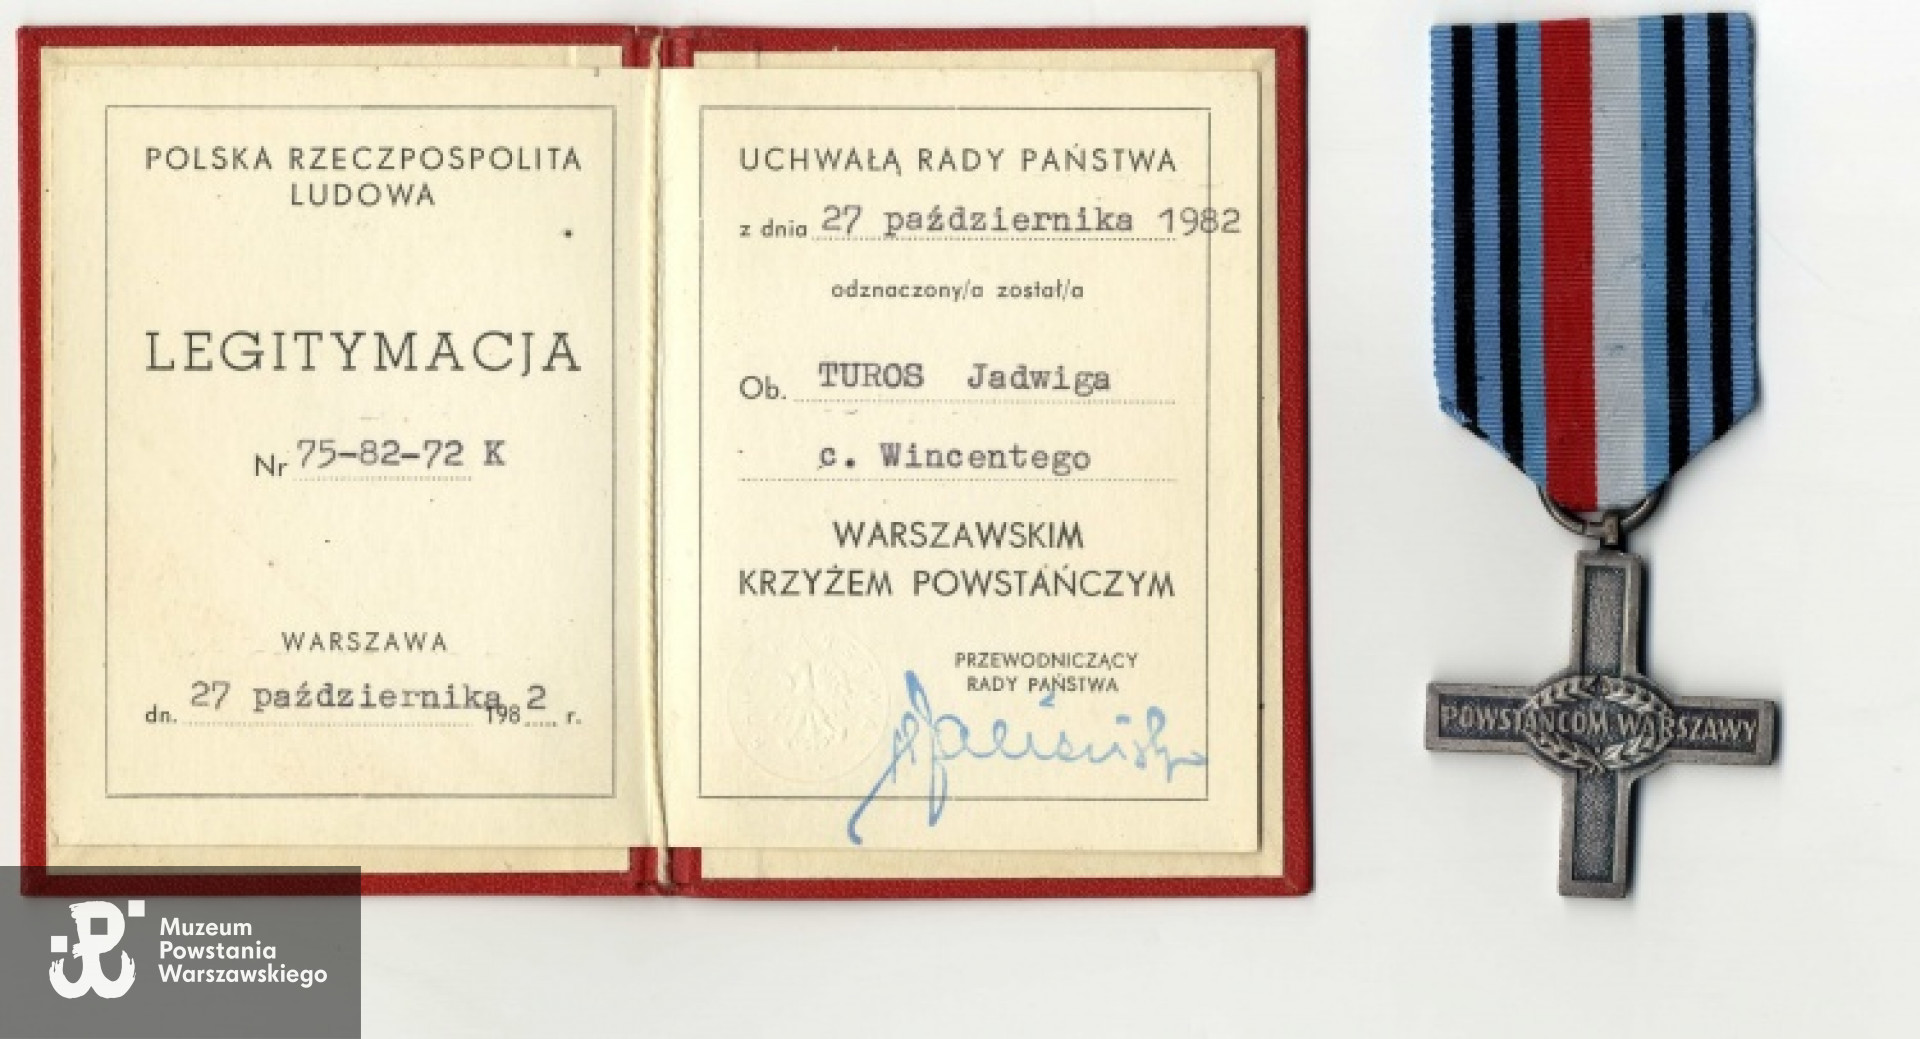 POLSKA RZECZPOSPOLITA
LUDOWA
LEGITYMACJA
Nr 75-82-72 K
WARSZAWA
dn. 27 października 1982 r.
UCHWAŁĄ RADY PAŃSTWA
z dnia 27 października 1982
odznaczony/a został/a
Ob. TUROS Jadwiga
c. Wincentego
WARSZAWSKIM
KRZYŻEM POWSTAŃCZYM
PRZEWODNICZĄCY
RADY PAŃSTWA
POWSTAŃCOM WARSZAWY
Muzeum
Powstania
Warszawskiego